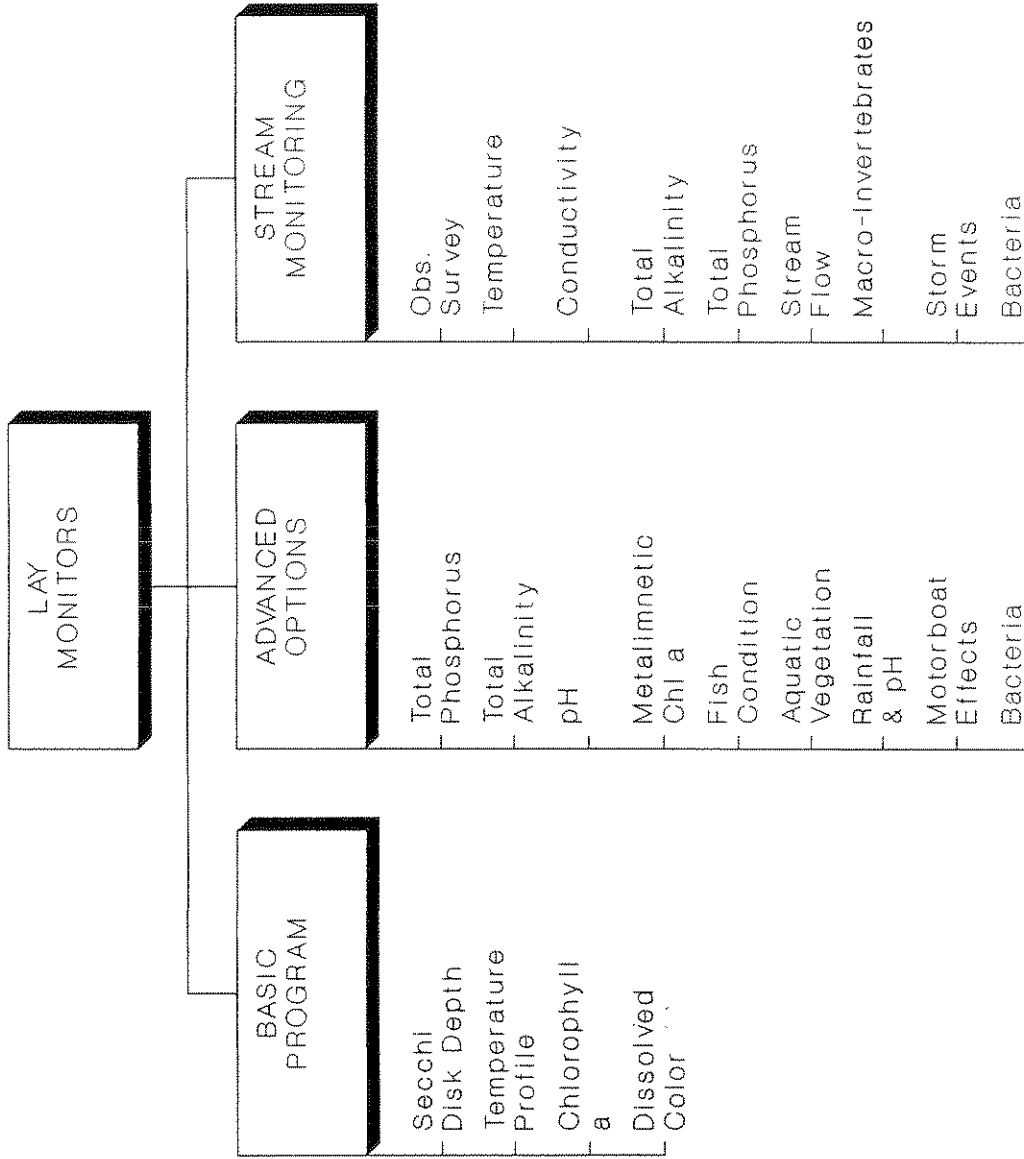 LAY
MONITORS
BASIC
PROGRAM
Secchi
Disk Depth
Temperature
Profile
Chlorophyll
a
Dissolved
Color
ADVANCED
OPTIONS
Total
Phosphorus
Total
Alkalinity
pH
Metalimnetic
Chl a
Fish
Condition
Aquatic
Vegetation
Rainfall
& pH
Motorboat
Effects
Bacteria
STREAM
MONITORING
Obs.
Survey
Temperature
Conductivity
Total
Alkalinity
Total
Phosphorus
Stream
Flow
Macro-Invertebrates
Storm
Events
Bacteria